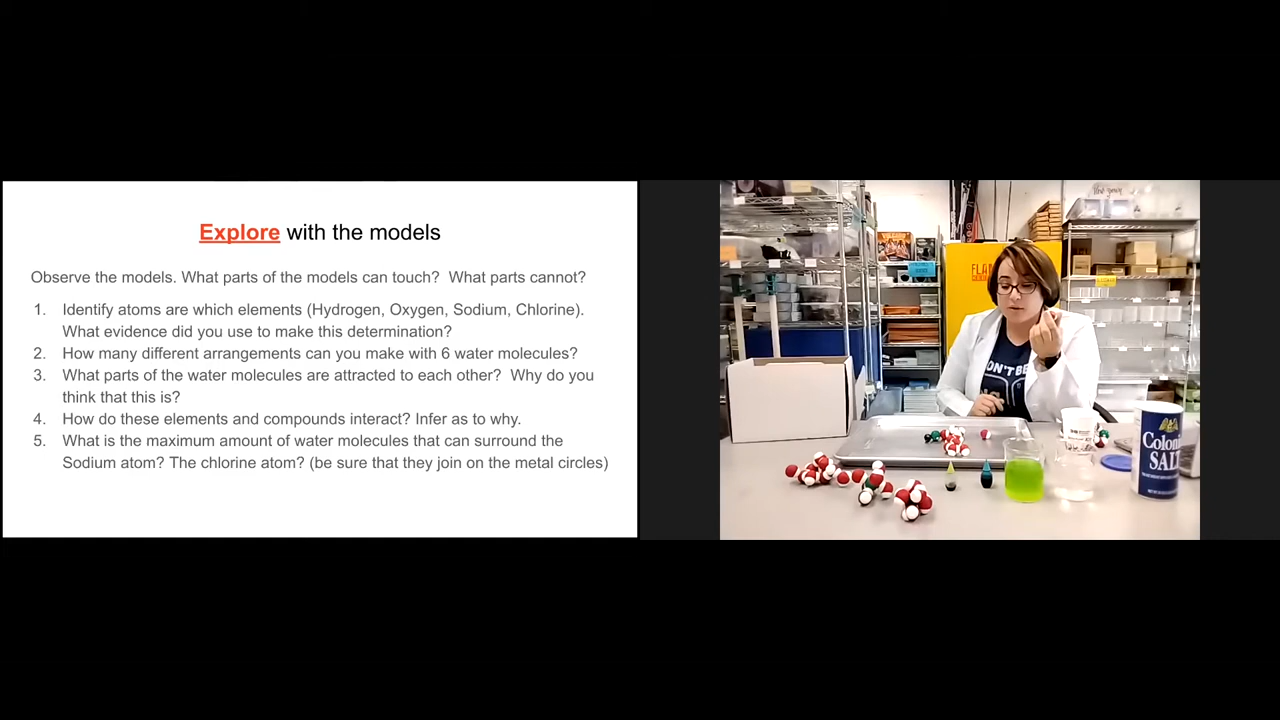 Explore with the models
Observe the models. What parts of the models can touch?  What parts cannot?
1. Identify atoms are which elements (Hydrogen, Oxygen, Sodium, Chlorine).
What evidence did you use to make this determination?
2. How many different arrangements can you make with 6 water molecules?
3. What parts of the water molecules are attracted to each other?  Why do you
think that this is?
4. How do these elements and compounds interact? Infer as to why.
5. What is the maximum amount of water molecules that can surround the
Sodium atom? The chlorine atom? (be sure that they join on the metal circles)
FLA
ON'T BE
Coloni
SAL